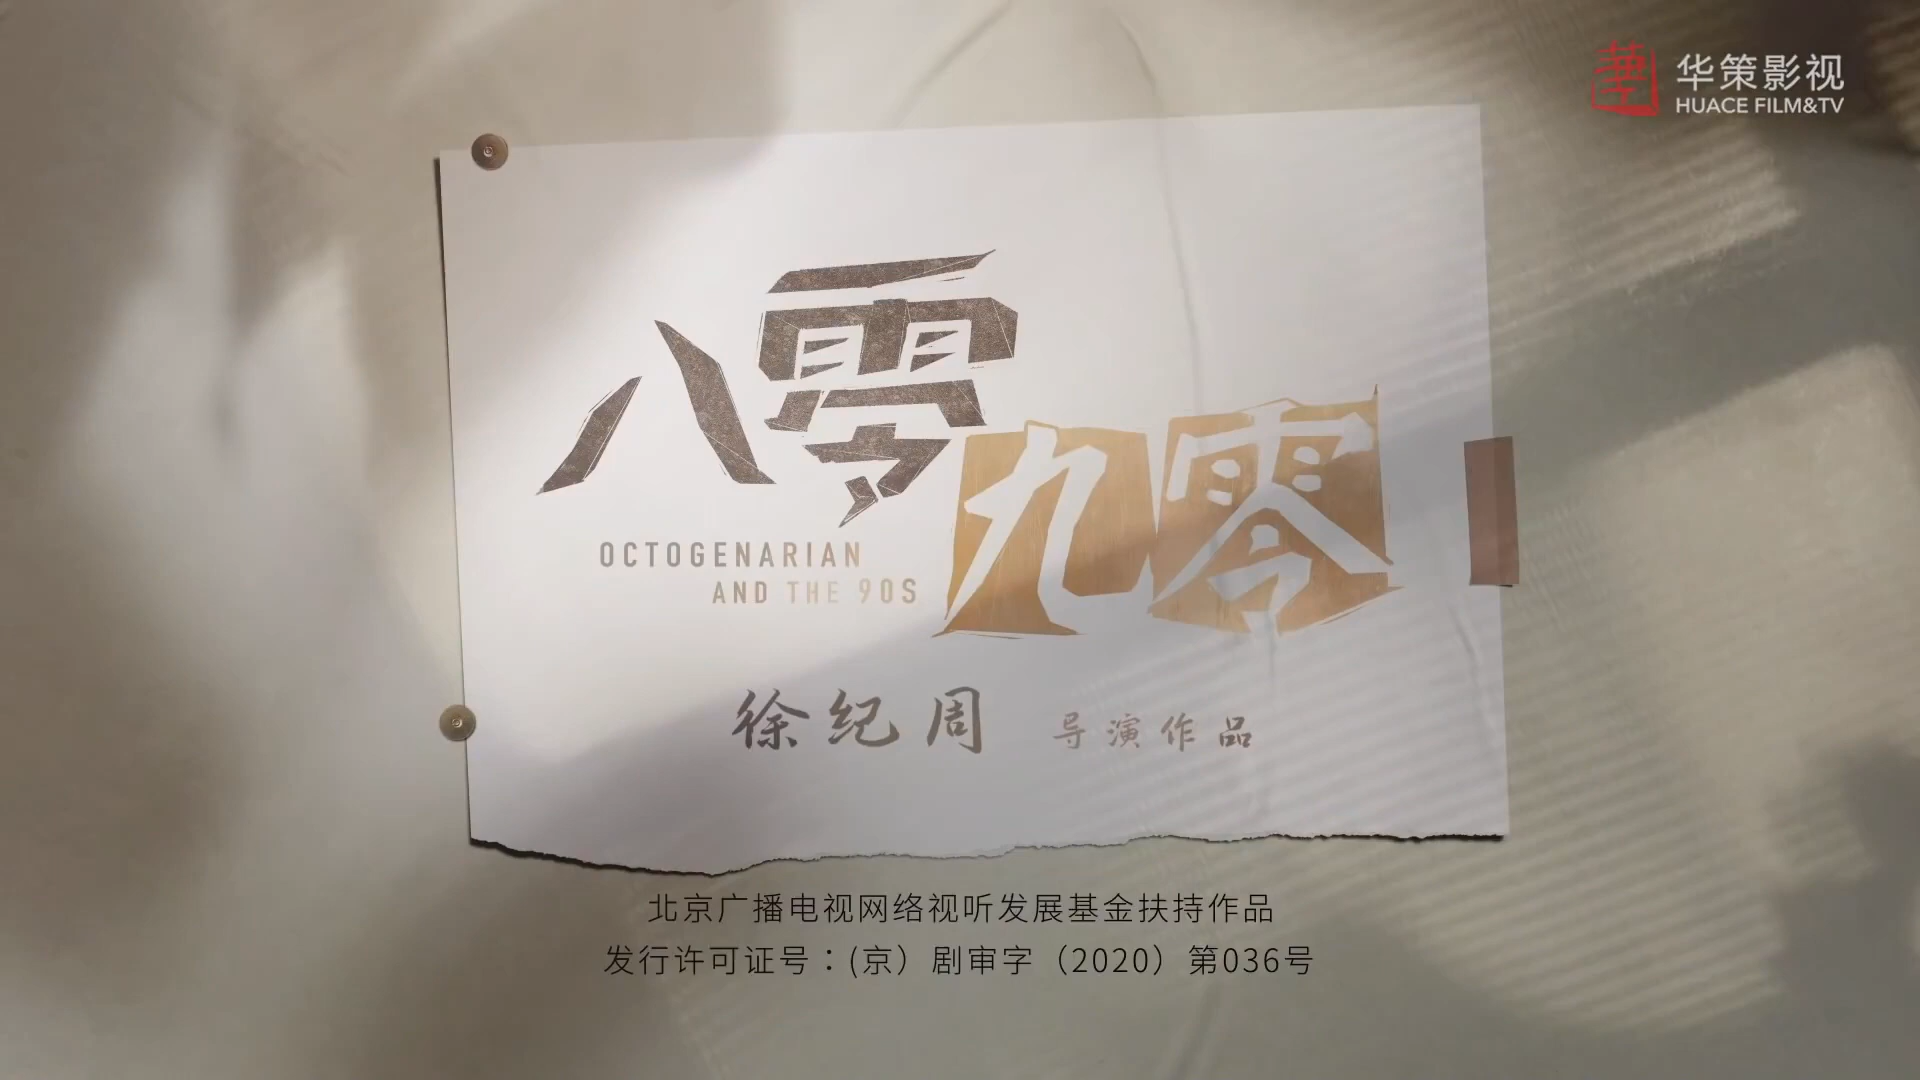 华策影视
HUACE FILM&TV
八零
九零
OCTOGENARIAN
AND THE 90S
徐纪周 导演作品
北京广播电视网络视听发展基金扶持作品
发行许可证号：(京）剧审字（2020）第036号